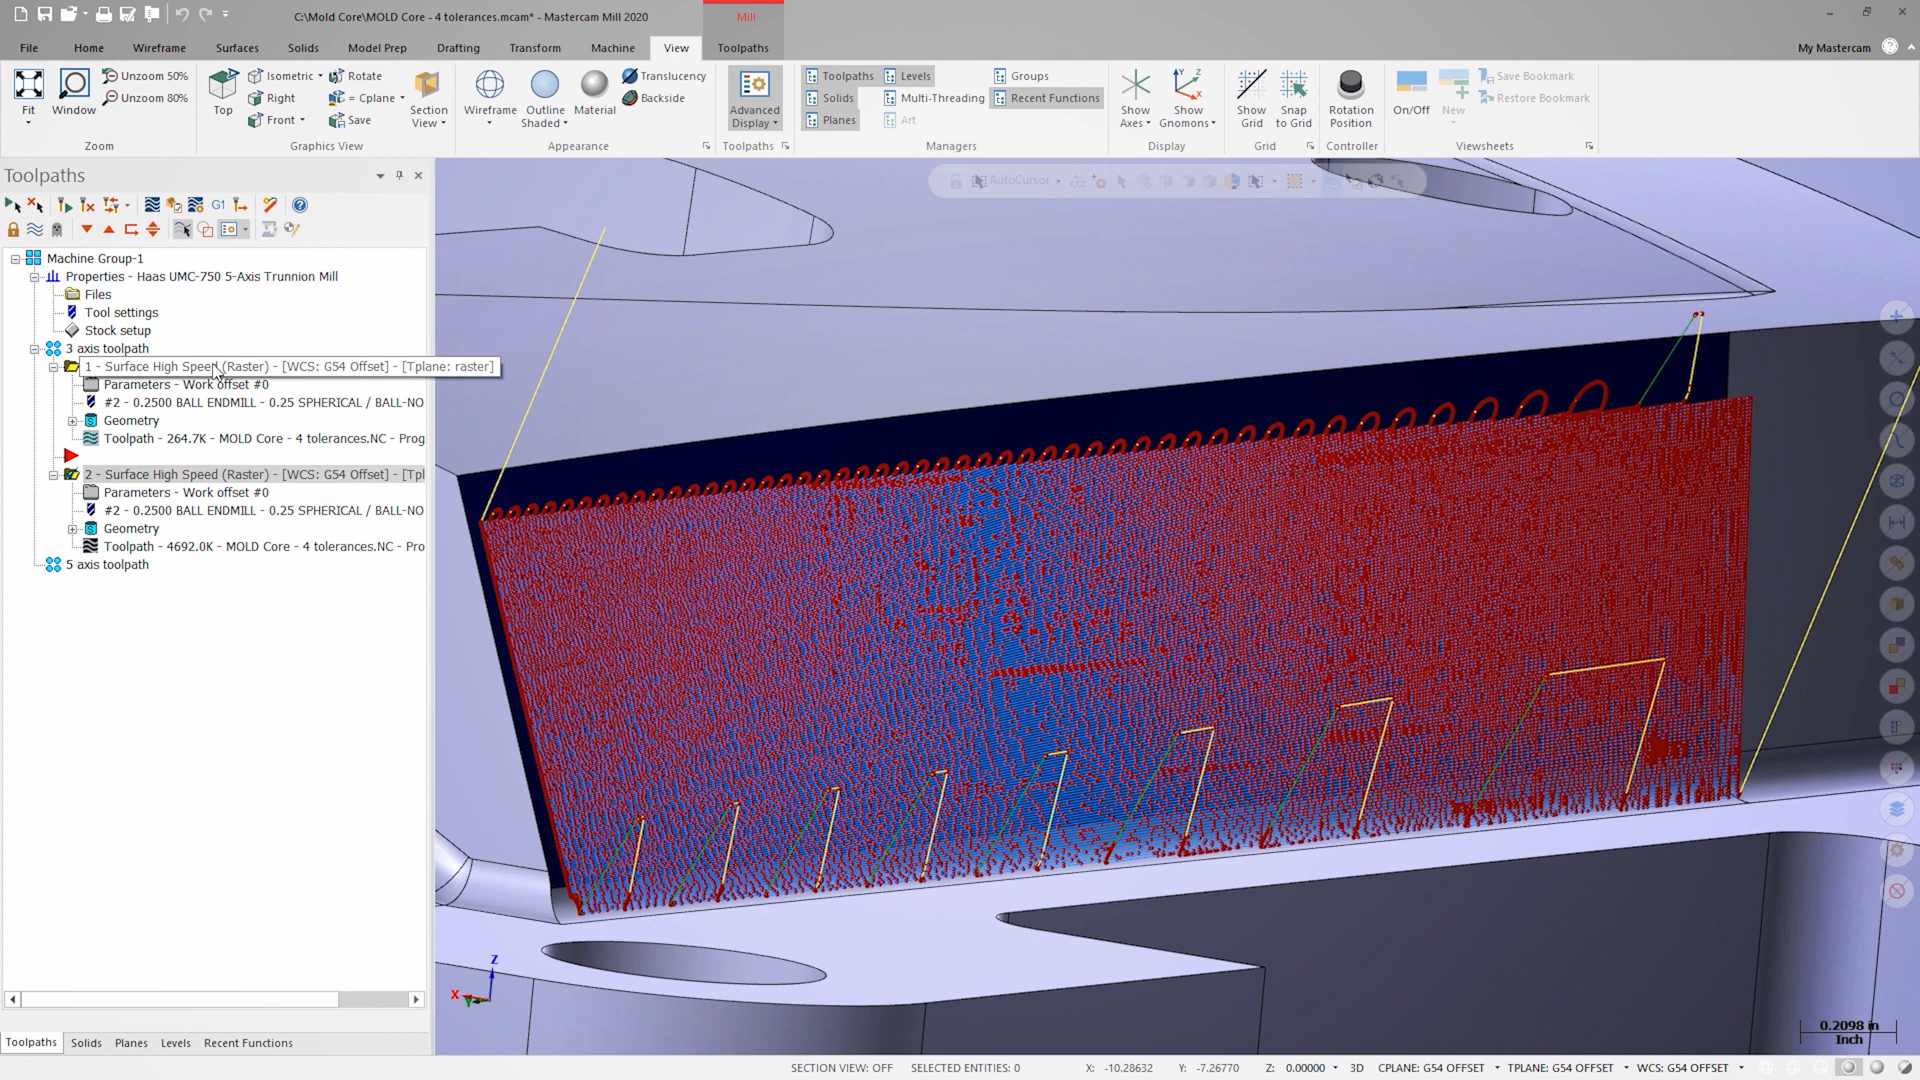 C:\Mold Core\MOLD Core - 4 tolerances.mcam* - Mastercam Mill 2020
Mill
File
Home
Wireframe
Surfaces
Solids
Model Prep
Drafting
Transform
Machine
View
Toolpaths
My Mastercam
Fit
Window
Unzoom 50%
Unzoom 80%
Zoom
Top
Isometric
Right
Front
Rotate
= Cplane
Save
Section View
Graphics View
Wireframe
Outline Shaded
Material
Translucency
Backside
Appearance
Advanced Display
Toolpaths
Toolpaths
Solids
Planes
Levels
Multi-Threading
Art
Groups
Recent Functions
Managers
Show Axes
Show Gnomons
Display
Show Grid
Snap to Grid
Grid
Rotation Position
Controller
On/Off
New
Save Bookmark
Restore Bookmark
Viewsheets
Toolpaths
AutoCursor
G1
Machine Group-1
Properties - Haas UMC-750 5-Axis Trunnion Mill
Files
Tool settings
Stock setup
3 axis toolpath
1 - Surface High Speed (Raster) - [WCS: G54 Offset] - [Tplane: raster]
Parameters - Work offset #0
#2 - 0.2500 BALL ENDMILL - 0.25 SPHERICAL / BALL-NO
Geometry
Toolpath - 264.7K - MOLD Core - 4 tolerances.NC - Prog
2 - Surface High Speed (Raster) - [WCS: G54 Offset] - [Tpl
Parameters - Work offset #0
#2 - 0.2500 BALL ENDMILL - 0.25 SPHERICAL / BALL-NO
Geometry
Toolpath - 4692.0K - MOLD Core - 4 tolerances.NC - Pro
5 axis toolpath
Z
X
Y
0.2098 in
Inch
Toolpaths
Solids
Planes
Levels
Recent Functions
SECTION VIEW: OFF
SELECTED ENTITIES: 0
X: -10.28632
Y: -7.26770
Z: 0.00000
3D
CPLANE: G54 OFFSET
TPLANE: G54 OFFSET
WCS: G54 OFFSET